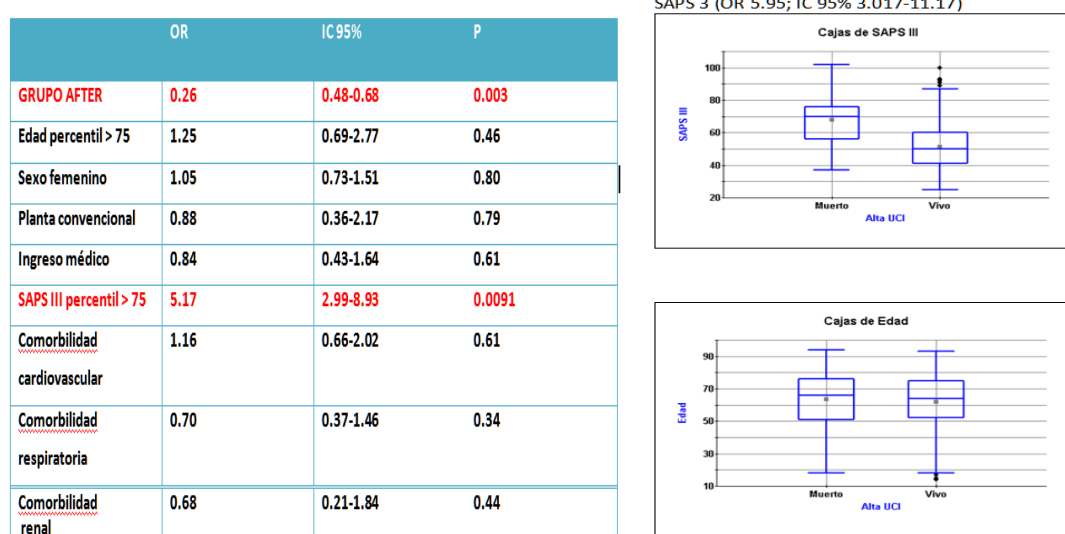 OR IC 95% P
GRUPO AFTER 0.26 0.48-0.68 0.003
Edad percentil > 75 1.25 0.69-2.77 0.46
Sexo femenino 1.05 0.73-1.51 0.80
Planta convencional 0.88 0.36-2.17 0.79
Ingreso médico 0.84 0.43-1.64 0.61
SAPS III percentil > 75 5.17 2.99-8.93 0.0091
Comorbilidad 1.16 0.66-2.02 0.61
cardiovascular
Comorbilidad 0.70 0.37-1.46 0.34
respiratoria
Comorbilidad 0.68 0.21-1.84 0.44
renal
SAPS 3 (OR 5.95; IC 95% 3.017-11.17)
Cajas de SAPS III
SAPS III
100
80
60
40
20
Muerto Vivo
Alta UCI
Cajas de Edad
Edad
90
70
50
30
10
Muerto Vivo
Alta UCI